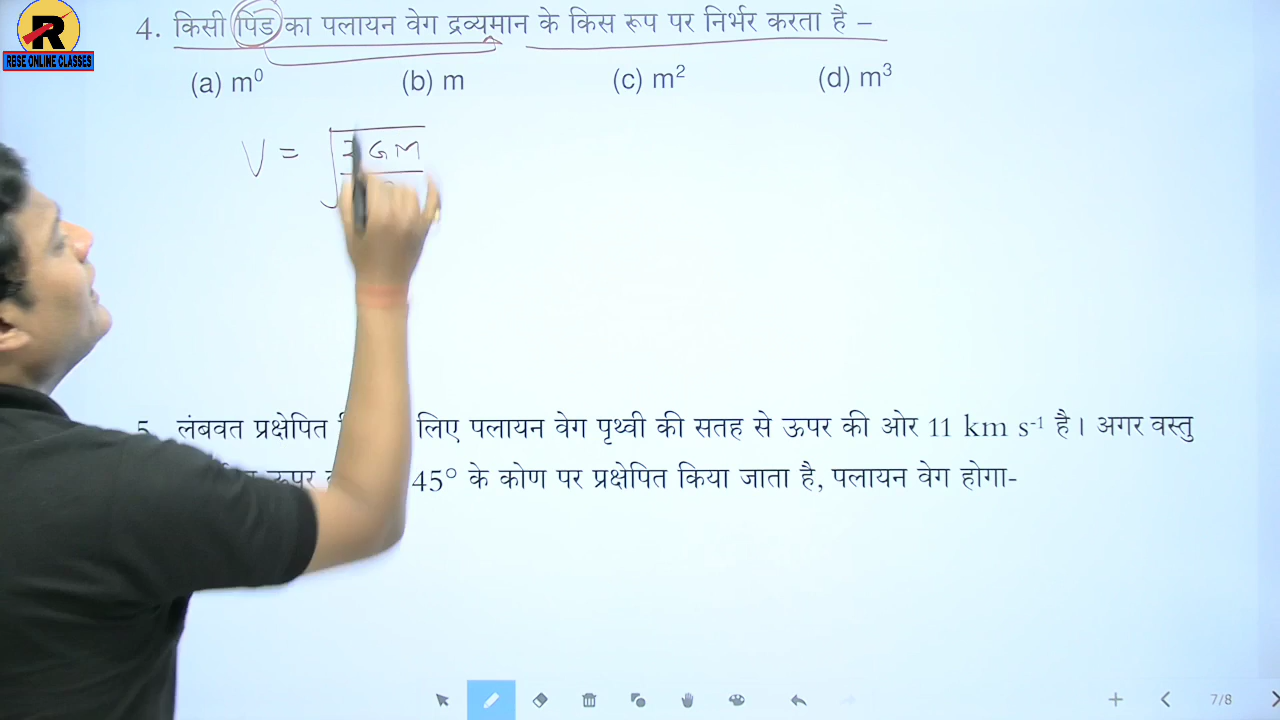 R
RBSE ONLINE CLASSES
4. किसी पिंड का पलायन वेग द्रव्यमान के किस रूप पर निर्भर करता है –
(a) m⁰ (b) m (c) m² (d) m³
V = √ 2GM
5. लंबवत प्रक्षेपित लिए पलायन वेग पृथ्वी की सतह से ऊपर की ओर 11 km s⁻¹ है। अगर वस्तु
ऊपर 45° के कोण पर प्रक्षेपित किया जाता है, पलायन वेग होगा-
7/8